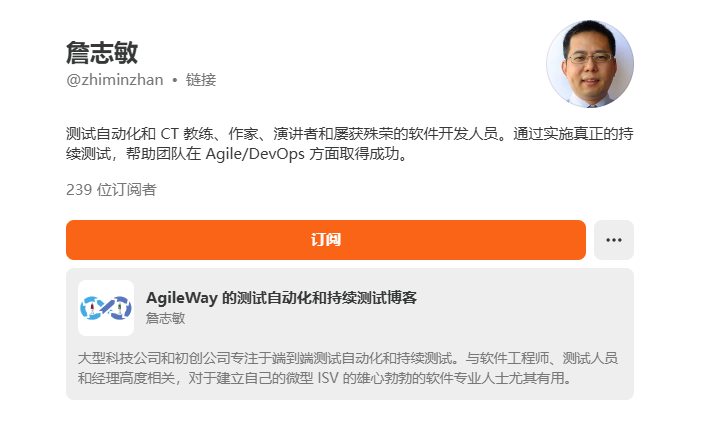 詹志敏
@zhiminzhan • 链接
测试自动化和 CT 教练、作家、演讲者和屡获殊荣的软件开发人员。通过实施真正的持
续测试，帮助团队在 Agile/DevOps 方面取得成功。
239 位订阅者
订阅
AgileWay 的测试自动化和持续测试博客
詹志敏
大型科技公司和初创公司专注于端到端测试自动化和持续测试。与软件工程师、测试人员
和经理高度相关，对于建立自己的微型 ISV 的雄心勃勃的软件专业人士尤其有用。